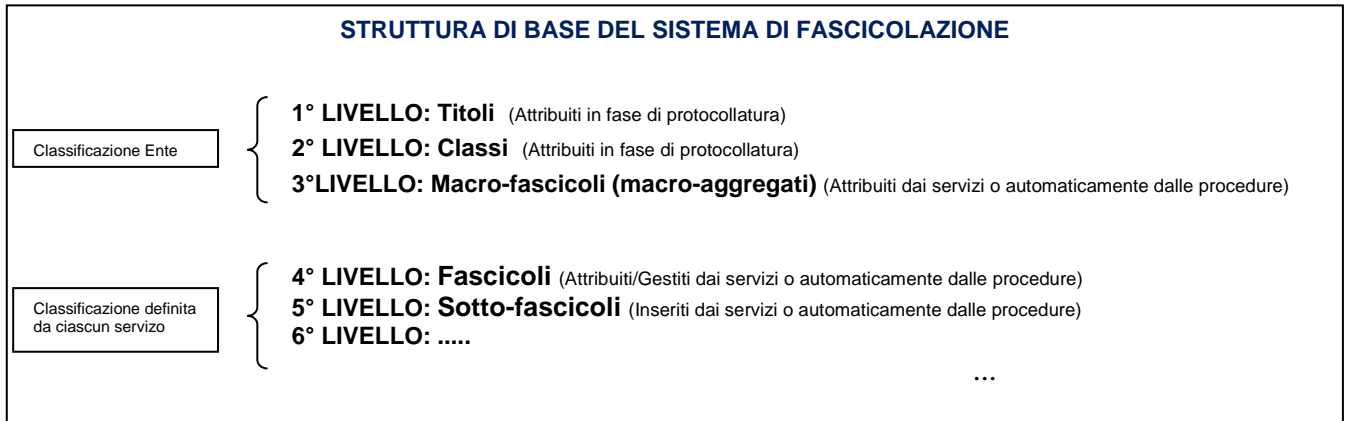 STRUTTURA DI BASE DEL SISTEMA DI FASCICOLAZIONE
Classificazione Ente
1° LIVELLO: Titoli (Attribuiti in fase di protocollatura)
2° LIVELLO: Classi (Attribuiti in fase di protocollatura)
3°LIVELLO: Macro-fascicoli (macro-aggregati) (Attribuiti dai servizi o automaticamente dalle procedure)
Classificazione definita
da ciascun servizo
4° LIVELLO: Fascicoli (Attribuiti/Gestiti dai servizi o automaticamente dalle procedure)
5° LIVELLO: Sotto-fascicoli (Inseriti dai servizi o automaticamente dalle procedure)
6° LIVELLO: .....
...